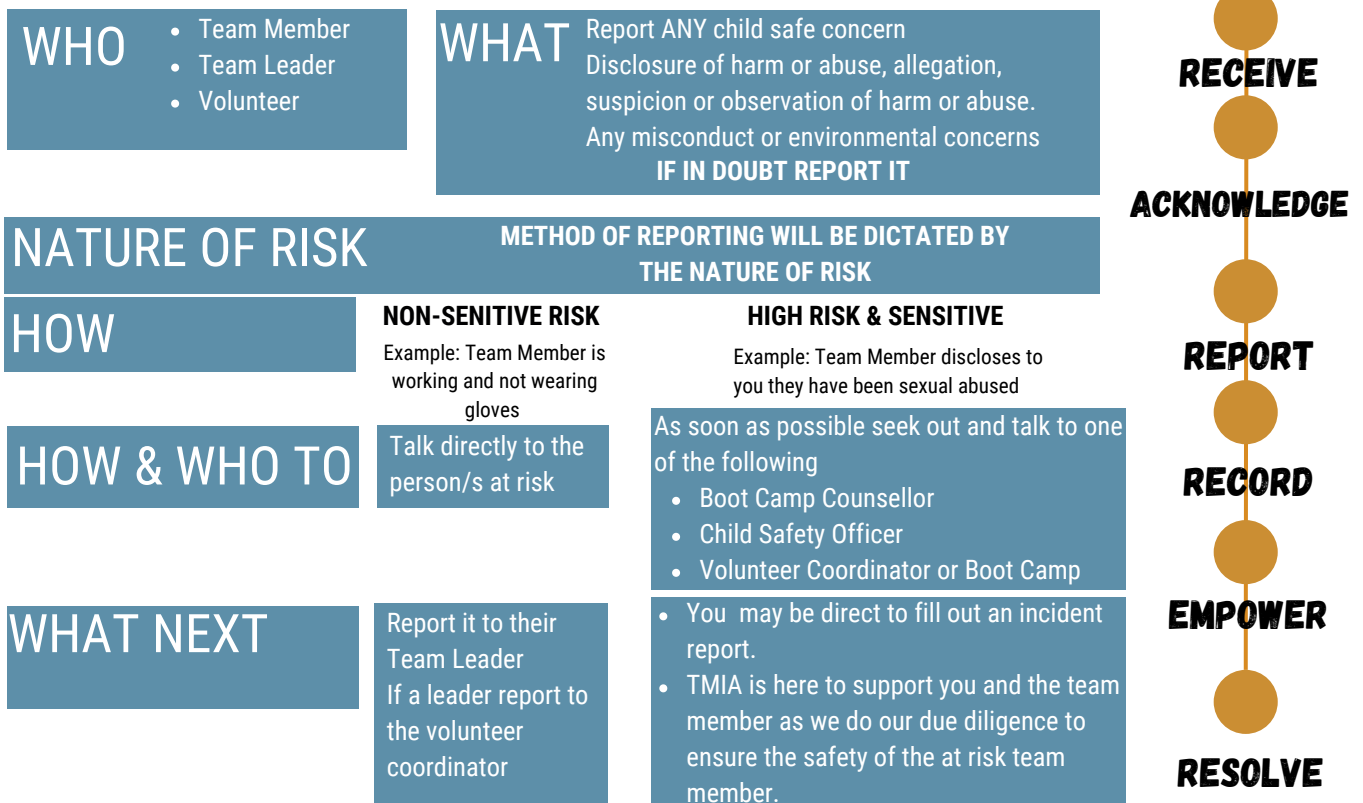 WHO
• Team Member
• Team Leader
• Volunteer
WHAT
Report ANY child safe concern
Disclosure of harm or abuse, allegation,
suspicion or observation of harm or abuse.
Any misconduct or environmental concerns
IF IN DOUBT REPORT IT
NATURE OF RISK
METHOD OF REPORTING WILL BE DICTATED BY
THE NATURE OF RISK
HOW
NON-SENITIVE RISK
Example: Team Member is
working and not wearing
gloves
HIGH RISK & SENSITIVE
Example: Team Member discloses to
you they have been sexual abused
HOW & WHO TO
Talk directly to the
person/s at risk
As soon as possible seek out and talk to one
of the following
• Boot Camp Counsellor
• Child Safety Officer
• Volunteer Coordinator or Boot Camp
WHAT NEXT
Report it to their
Team Leader
If a leader report to
the volunteer
coordinator
• You  may be direct to fill out an incident
report.
• TMIA is here to support you and the team
member as we do our due diligence to
ensure the safety of the at risk team
member.
RECEIVE
ACKNOWLEDGE
REPORT
RECORD
EMPOWER
RESOLVE